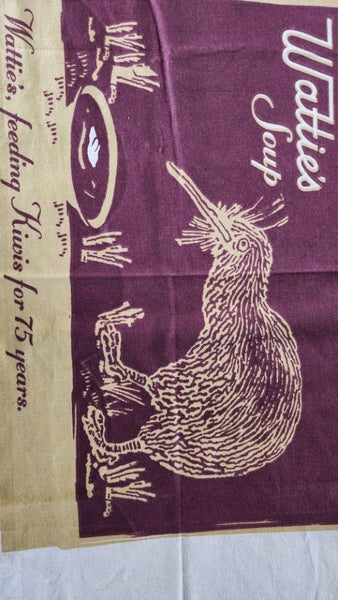 Wattie's
Soup
Wattie's, feeding Kiwis for 75 years.